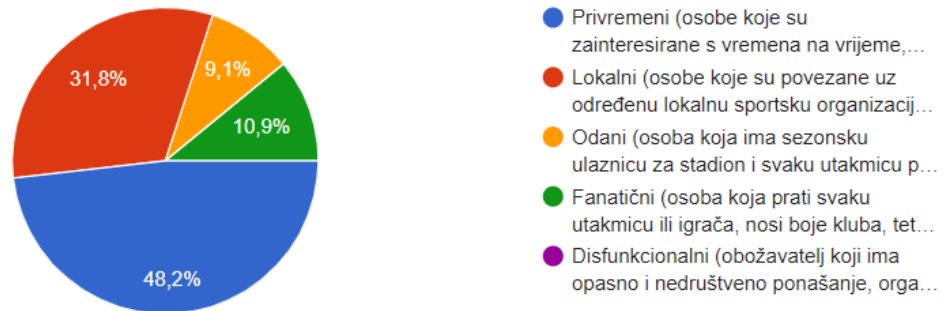 31,8%
9,1%
10,9%
48,2%
Privremeni (osobe koje su
zainteresirane s vremena na vrijeme,...
Lokalni (osobe koje su povezane uz
određenu lokalnu sportsku organizacij...
Odani (osoba koja ima sezonsku
ulaznicu za stadion i svaku utakmicu p...
Fanatični (osoba koja prati svaku
utakmicu ili igrača, nosi boje kluba, tet...
Disfunkcionalni (obožavatelj koji ima
opasno i nedruštveno ponašanje, orga...